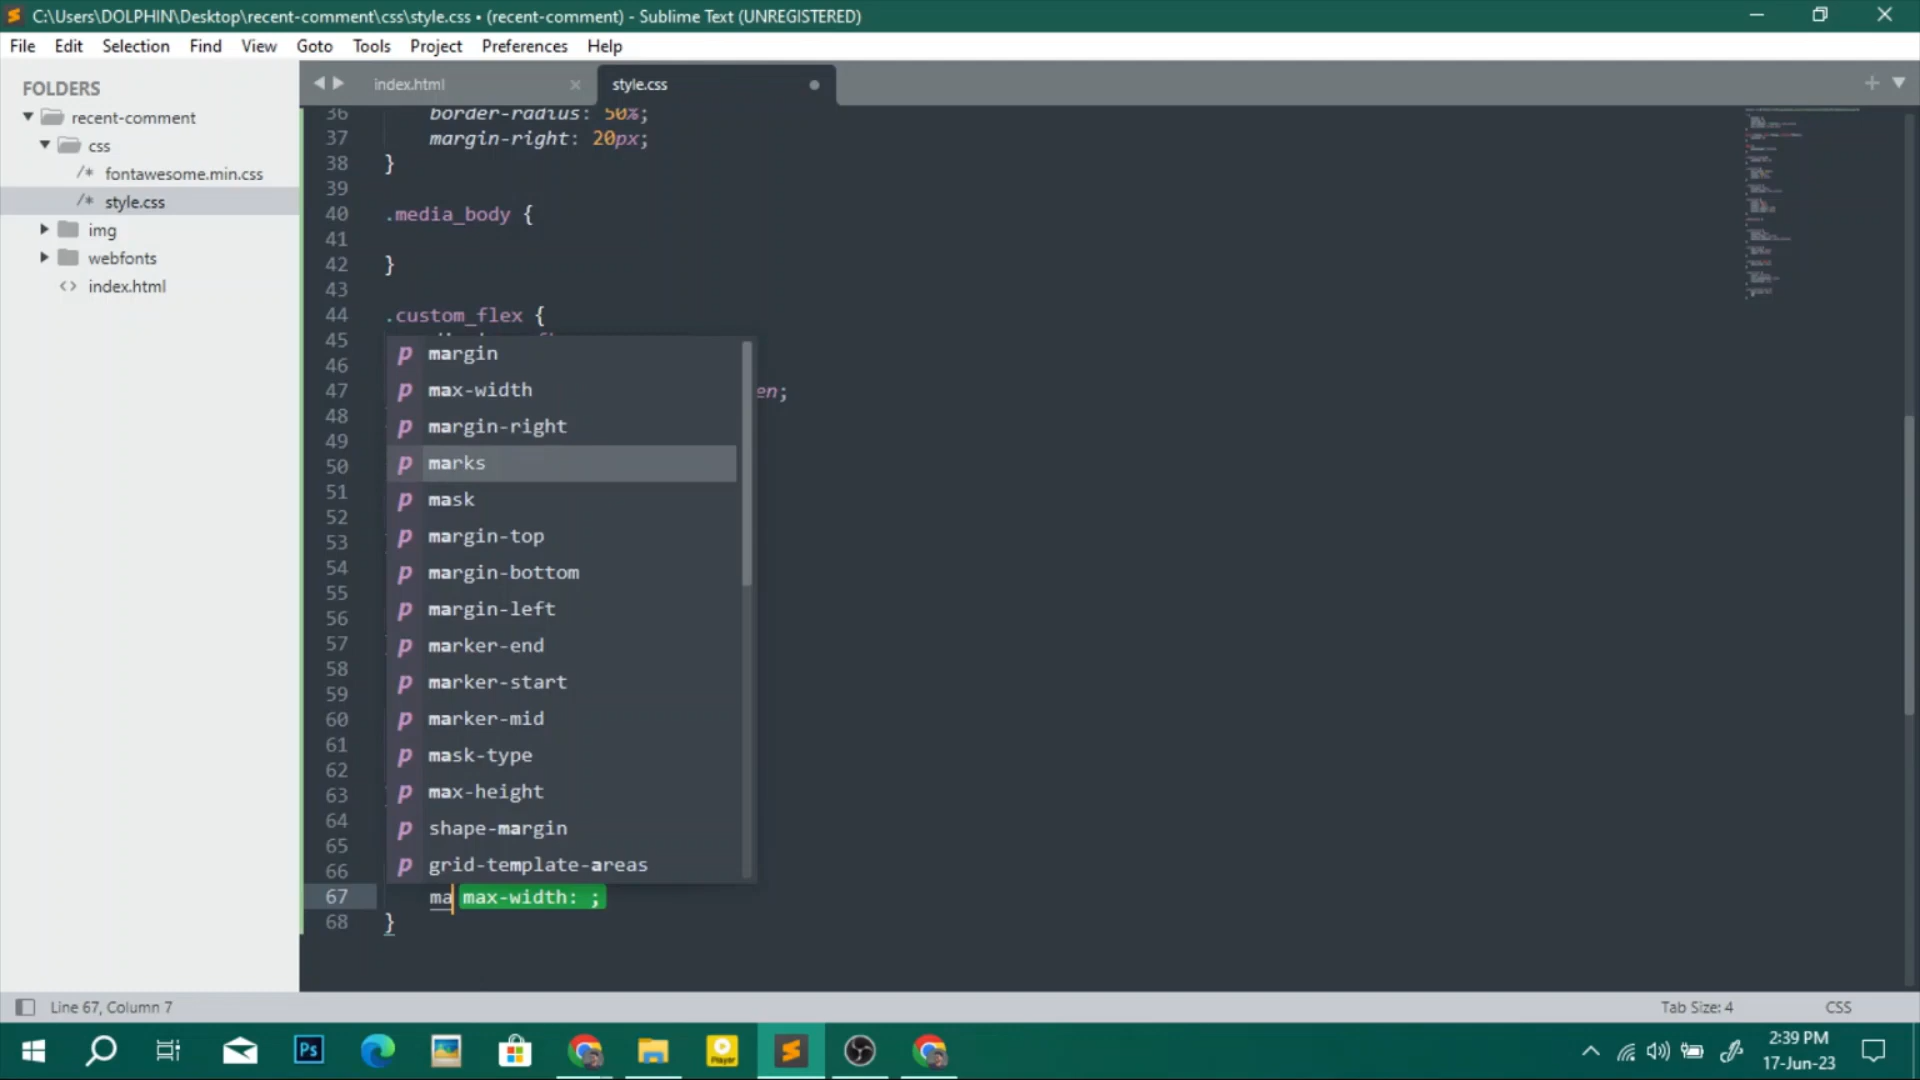 C:\Users\DOLPHIN\Desktop\recent-comment\css\style.css • (recent-comment) - Sublime Text (UNREGISTERED)
File Edit Selection Find View Goto Tools Project Preferences Help
FOLDERS
recent-comment
css
/* fontawesome.min.css
/* style.css
img
webfonts
<> index.html
index.html
style.css
36 border-radius: 50%;
37 margin-right: 20px;
38 }
39
40 .media_body {
41
42 }
43
44 .custom_flex {
45
46
47 en;
48
49
50
51
52
53
54
55
56
57
58
59
60
61
62
63
64
65
66
67 ma max-width: ;
68 }
p margin
p max-width
p margin-right
p marks
p mask
p margin-top
p margin-bottom
p margin-left
p marker-end
p marker-start
p marker-mid
p mask-type
p max-height
p shape-margin
p grid-template-areas
Line 67, Column 7
Tab Size: 4
CSS
Ps
Player
2:39 PM
17-Jun-23